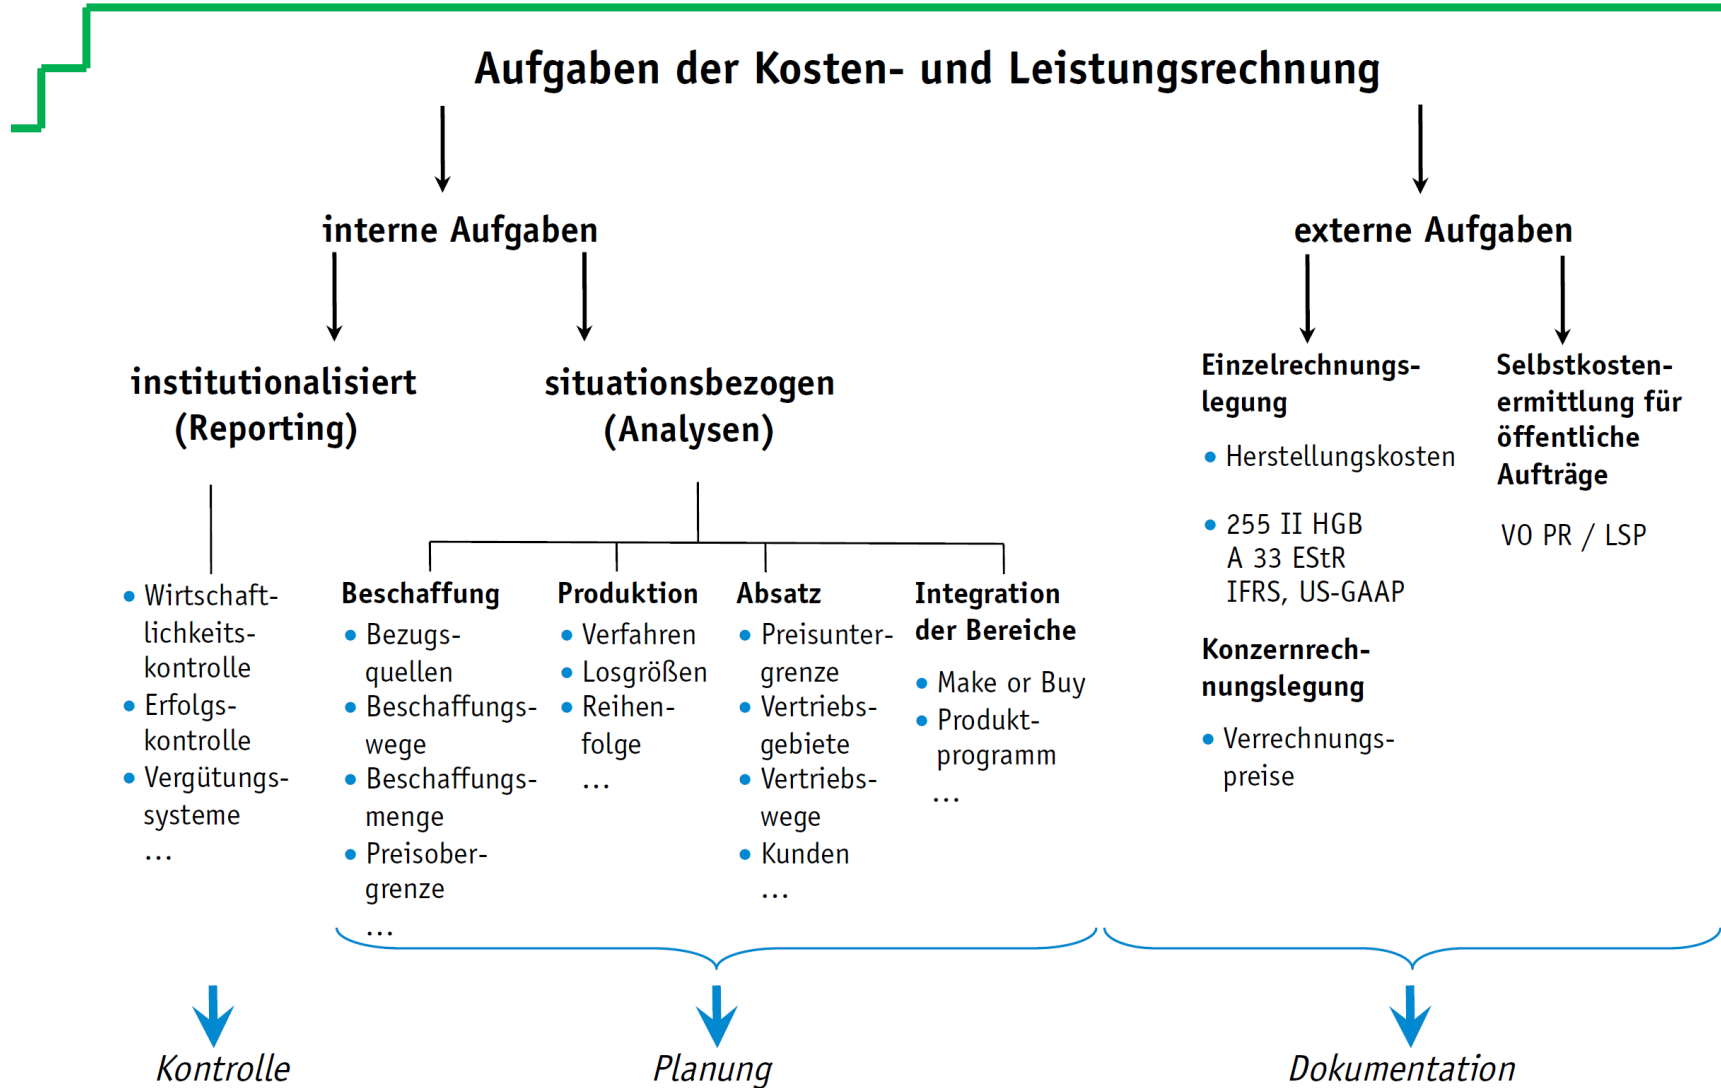 Aufgaben der Kosten- und Leistungsrechnung
interne Aufgaben
externe Aufgaben
institutionalisiert
(Reporting)
situationsbezogen
(Analysen)
• Wirtschaft-
lichkeits-
kontrolle
• Erfolgs-
kontrolle
• Vergütungs-
systeme
...
Beschaffung
• Bezugs-
quellen
• Beschaffungs-
wege
• Beschaffungs-
menge
• Preisober-
grenze
...
Produktion
• Verfahren
• Losgrößen
• Reihen-
folge
...
Absatz
• Preisunter-
grenze
• Vertriebs-
gebiete
• Vertriebs-
wege
• Kunden
...
Integration
der Bereiche
• Make or Buy
• Produkt-
programm
...
Einzelrechnungs-
legung
• Herstellungskosten
• 255 II HGB
A 33 EStR
IFRS, US-GAAP
Konzernrech-
nungslegung
• Verrechnungs-
preise
Selbstkosten-
ermittlung für
öffentliche
Aufträge
VO PR / LSP
Kontrolle
Planung
Dokumentation